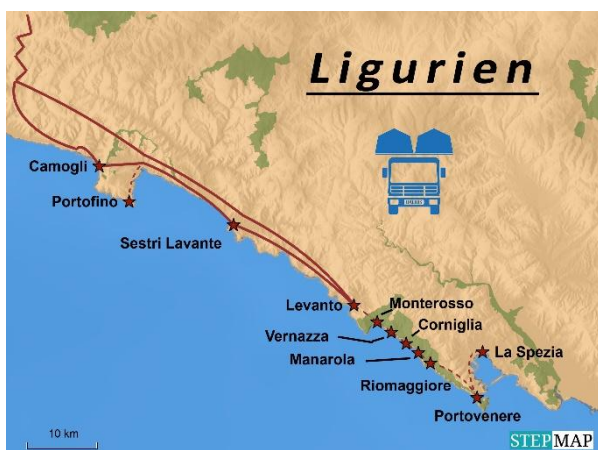 Ligurien
Camogli
Portofino
Sestri Lavante
Levanto
Monterosso
Vernazza
Corniglia
Manarola
La Spezia
Riomaggiore
Portovenere
10 km
STEPMAP